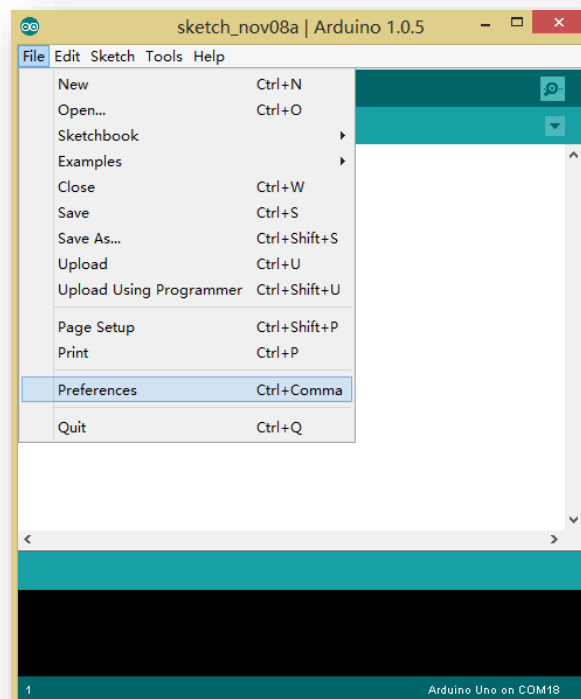 sketch_nov08a | Arduino 1.0.5
File Edit Sketch Tools Help
New Ctrl+N
Open... Ctrl+O
Sketchbook
Examples
Close Ctrl+W
Save Ctrl+S
Save As... Ctrl+Shift+S
Upload Ctrl+U
Upload Using Programmer Ctrl+Shift+U
Page Setup Ctrl+Shift+P
Print Ctrl+P
Preferences Ctrl+Comma
Quit Ctrl+Q
1 Arduino Uno on COM18